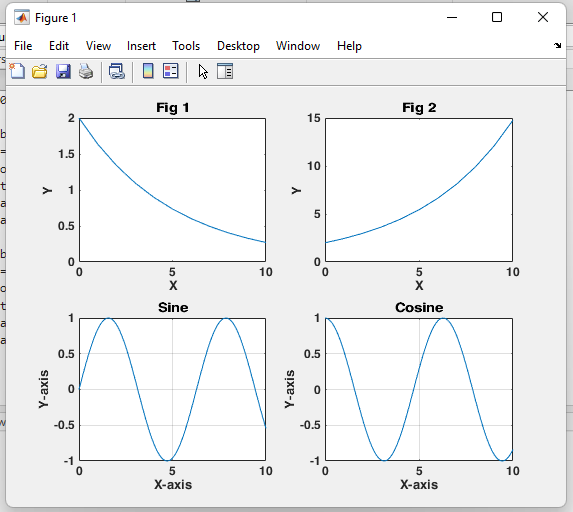 Figure 1
File Edit View Insert Tools Desktop Window Help
Fig 1
2
1.5
1
0.5
0
Y
0 5 10
X
Fig 2
15
10
5
0
Y
0 5 10
X
Sine
1
0.5
0
-0.5
-1
Y-axis
0 5 10
X-axis
Cosine
1
0.5
0
-0.5
-1
Y-axis
0 5 10
X-axis